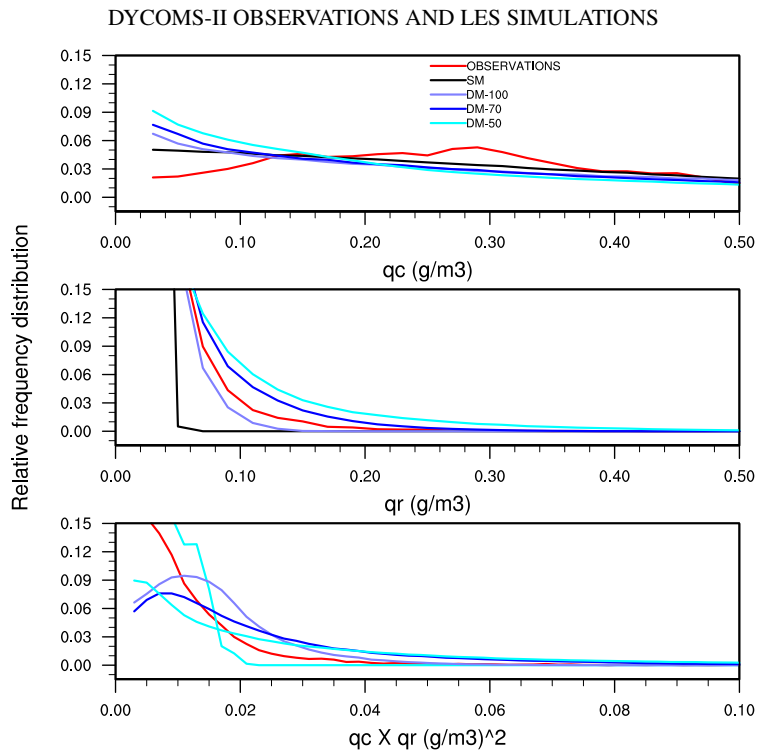 DYCOMS-II OBSERVATIONS AND LES SIMULATIONS
Relative frequency distribution
0.15
0.12
0.09
0.06
0.03
0.00
OBSERVATIONS
SM
DM-100
DM-70
DM-50
0.00 0.10 0.20 0.30 0.40 0.50
qc (g/m3)
0.15
0.12
0.09
0.06
0.03
0.00
0.00 0.10 0.20 0.30 0.40 0.50
qr (g/m3)
0.15
0.12
0.09
0.06
0.03
0.00
0.00 0.02 0.04 0.06 0.08 0.10
qc X qr (g/m3)^2